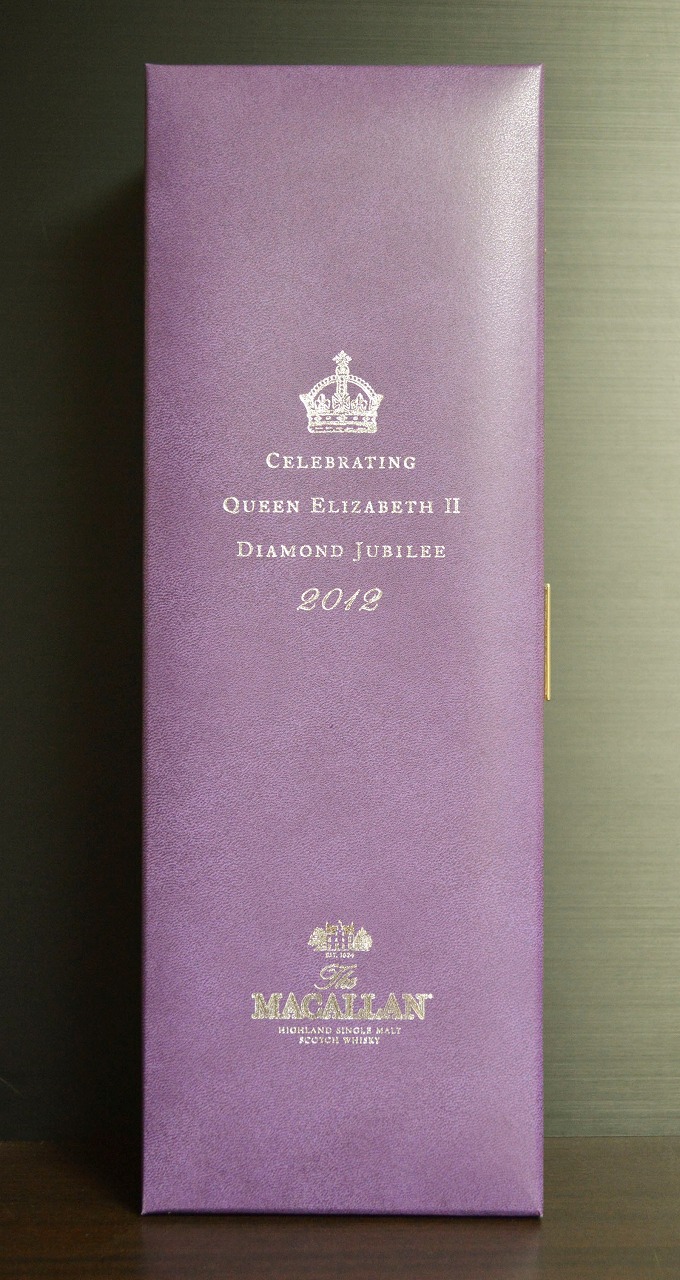 Celebrating
Queen Elizabeth II
Diamond Jubilee
2012
EST. 1824
The
MACALLAN
HIGHLAND SINGLE MALT
SCOTCH WHISKY